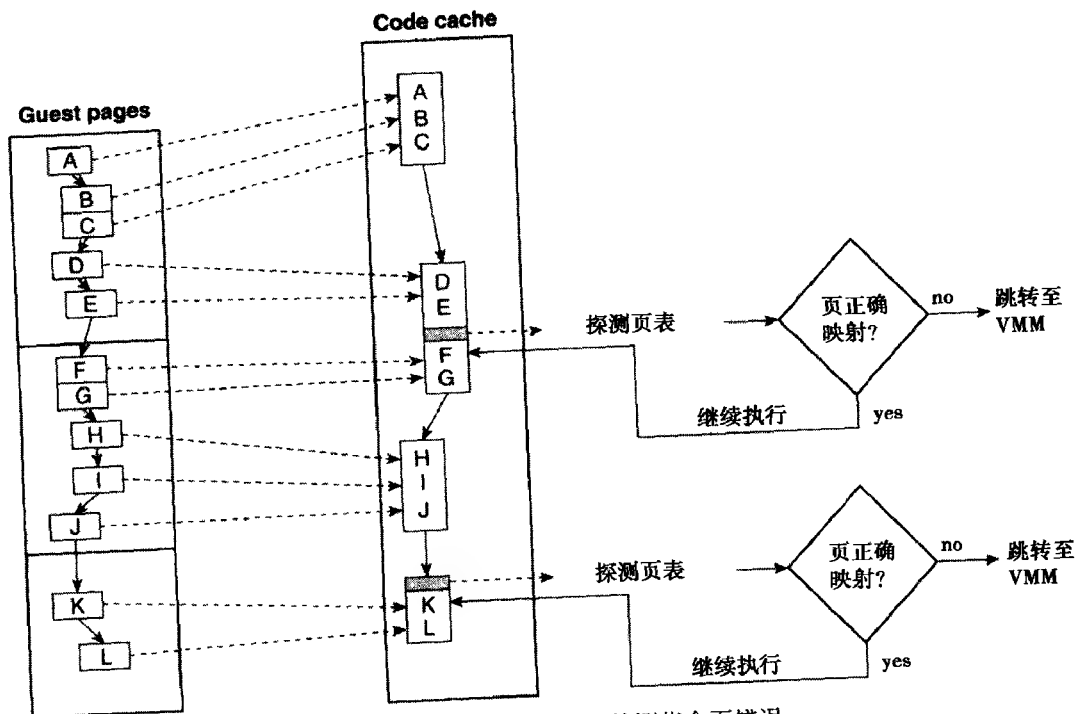 Code cache
Guest pages
A
B
C
D
E
F
G
H
I
J
K
L
A
B
C
D
E
F
G
H
I
J
K
L
探测页表
页正确
映射?
no
跳转至
VMM
继续执行
yes
探测页表
页正确
映射?
no
跳转至
VMM
继续执行
yes